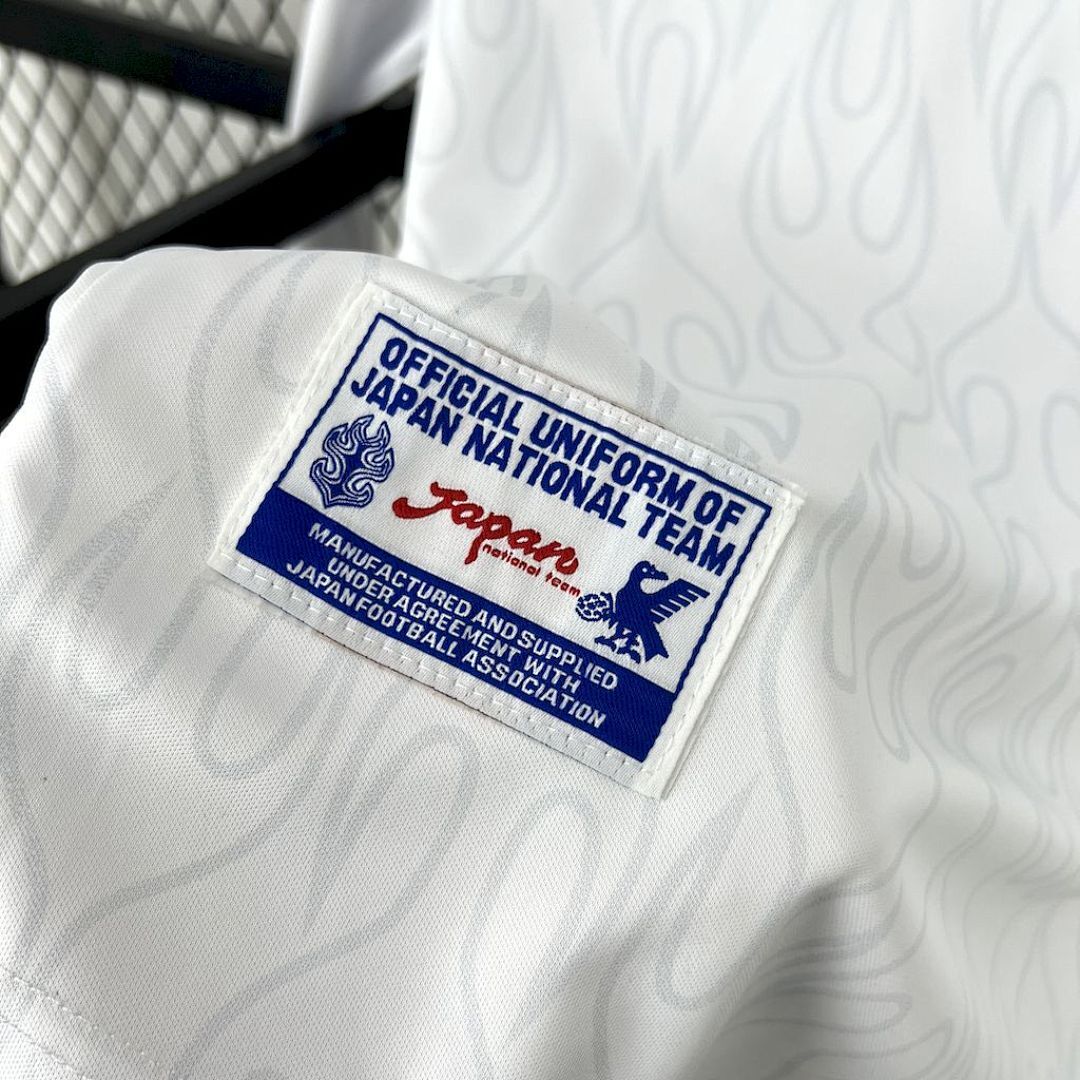 OFFICIAL UNIFORM OF
JAPAN NATIONAL TEAM
Japan
national team
MANUFACTURED AND SUPPLIED
UNDER AGREEMENT WITH
JAPAN FOOTBALL ASSOCIATION